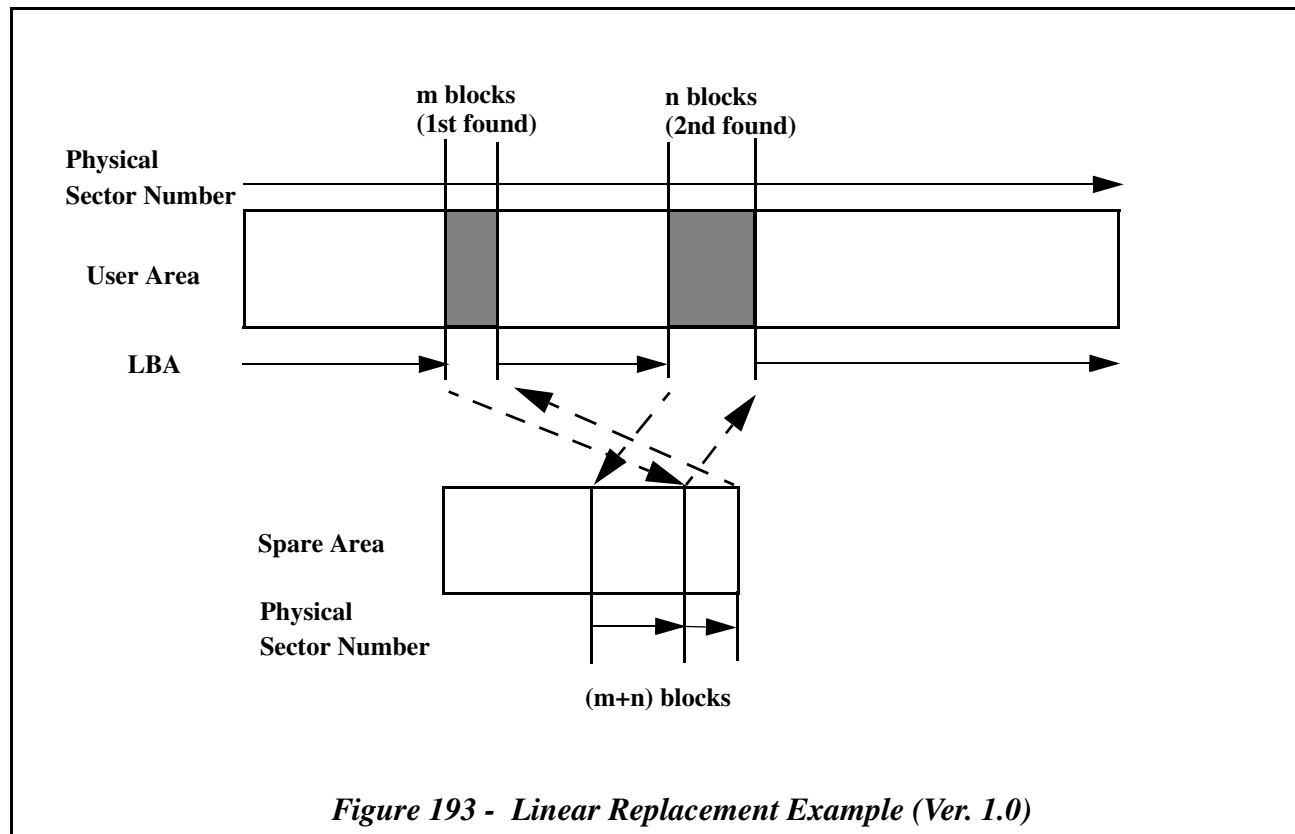 m blocks
(1st found)
n blocks
(2nd found)
Physical
Sector Number
User Area
LBA
Spare Area
Physical
Sector Number
(m+n) blocks
Figure 193 - Linear Replacement Example (Ver. 1.0)